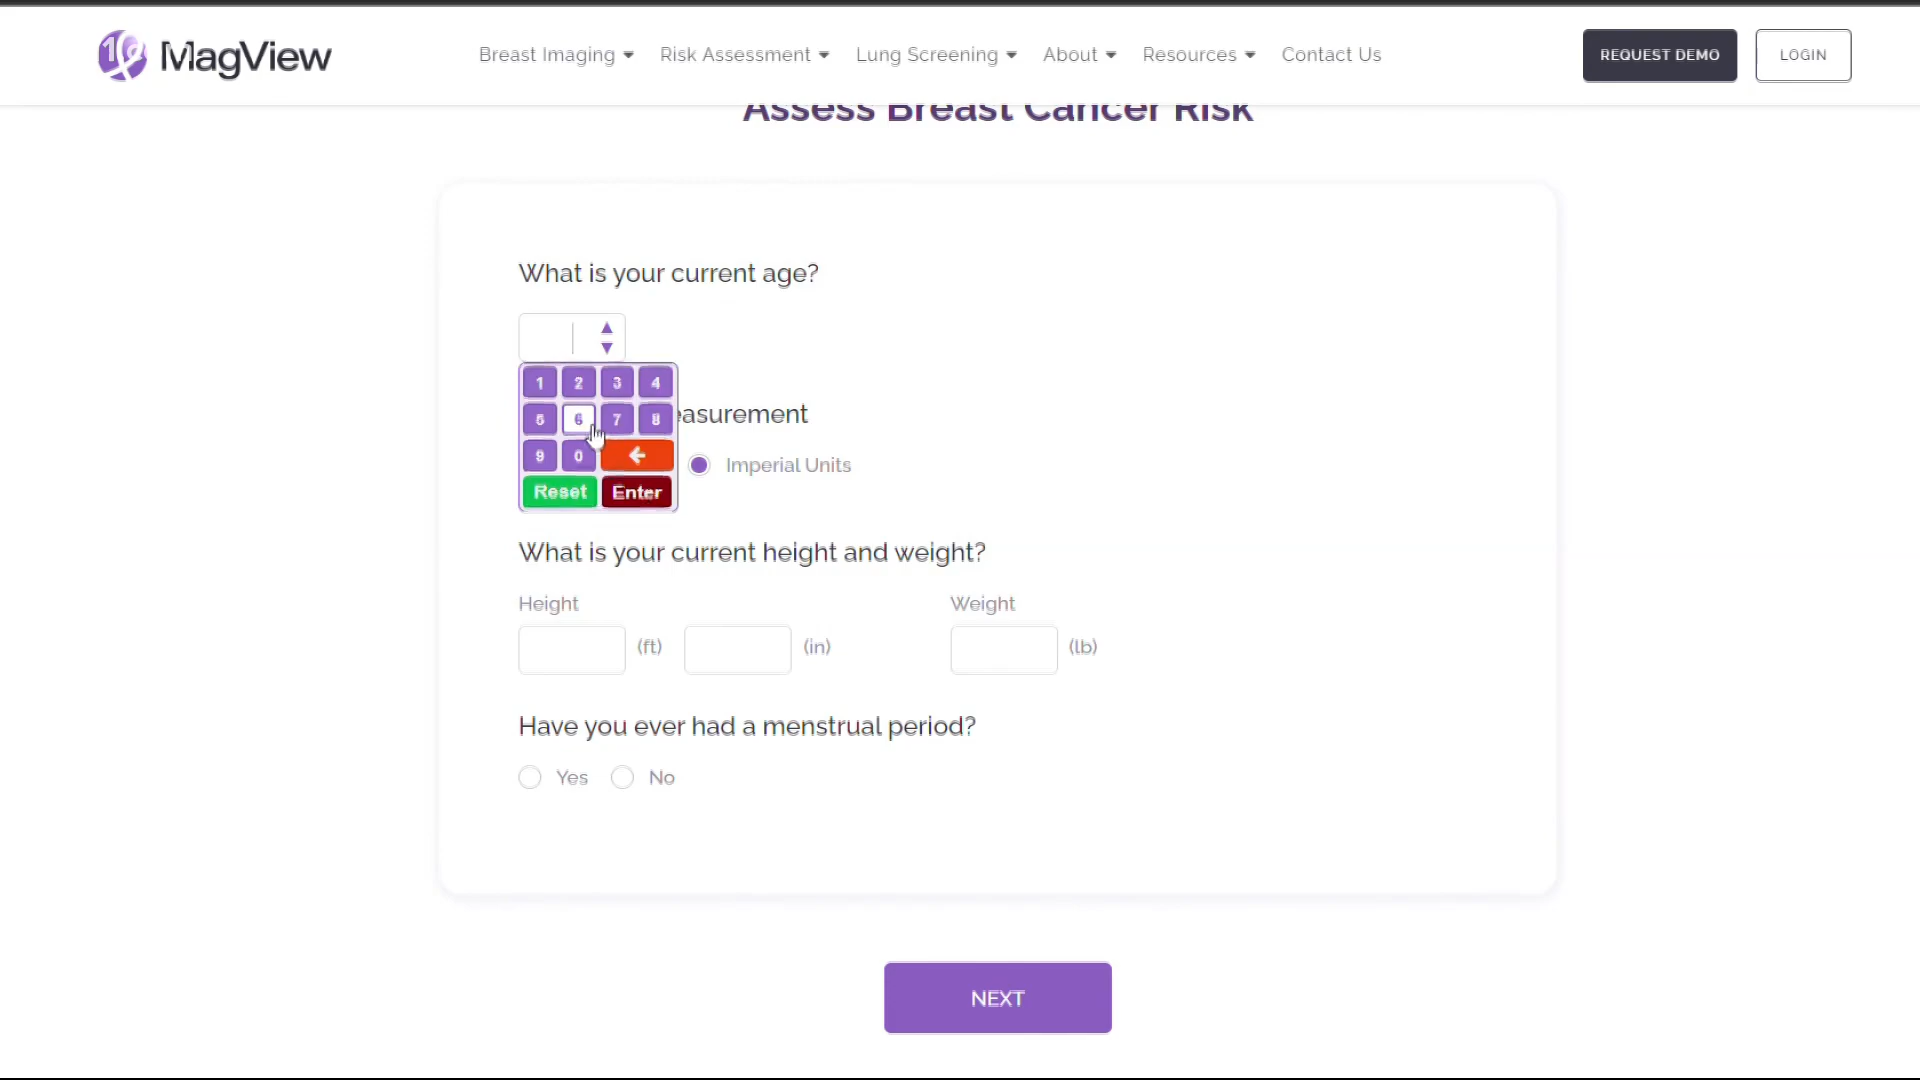 MagView
Breast Imaging
Risk Assessment
Lung Screening
About
Resources
Contact Us
REQUEST DEMO
LOGIN
Assess Breast Cancer Risk
What is your current age?
1 2 3 4
5 6 7 8
9 0
Reset Enter
easurement
Imperial Units
What is your current height and weight?
Height Weight
(ft) (in) (lb)
Have you ever had a menstrual period?
Yes No
NEXT